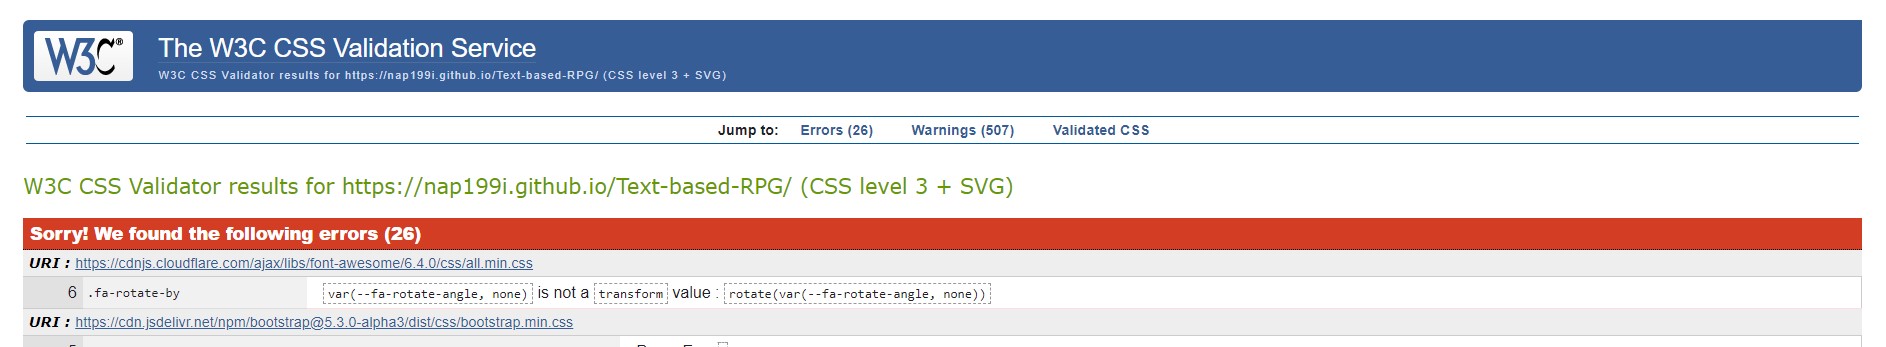 W3C® The W3C CSS Validation Service
W3C CSS Validator results for https://nap199i.github.io/Text-based-RPG/ (CSS level 3 + SVG)
Jump to: Errors (26) Warnings (507) Validated CSS
W3C CSS Validator results for https://nap199i.github.io/Text-based-RPG/ (CSS level 3 + SVG)
Sorry! We found the following errors (26)
URI : https://cdnjs.cloudflare.com/ajax/libs/font-awesome/6.4.0/css/all.min.css
6 .fa-rotate-by var(--fa-rotate-angle, none) is not a transform value : rotate(var(--fa-rotate-angle, none))
URI : https://cdn.jsdelivr.net/npm/bootstrap@5.3.0-alpha3/dist/css/bootstrap.min.css